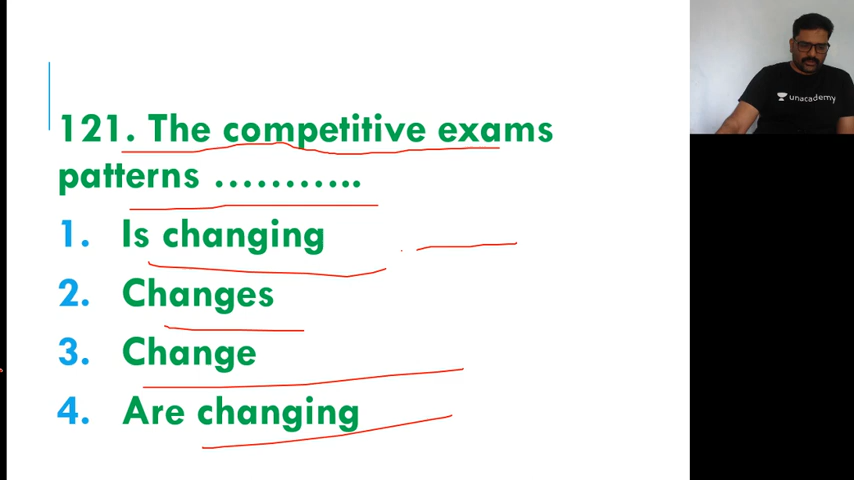 121. The competitive exams
patterns ………..
1. Is changing
2. Changes
3. Change
4. Are changing
unacademy